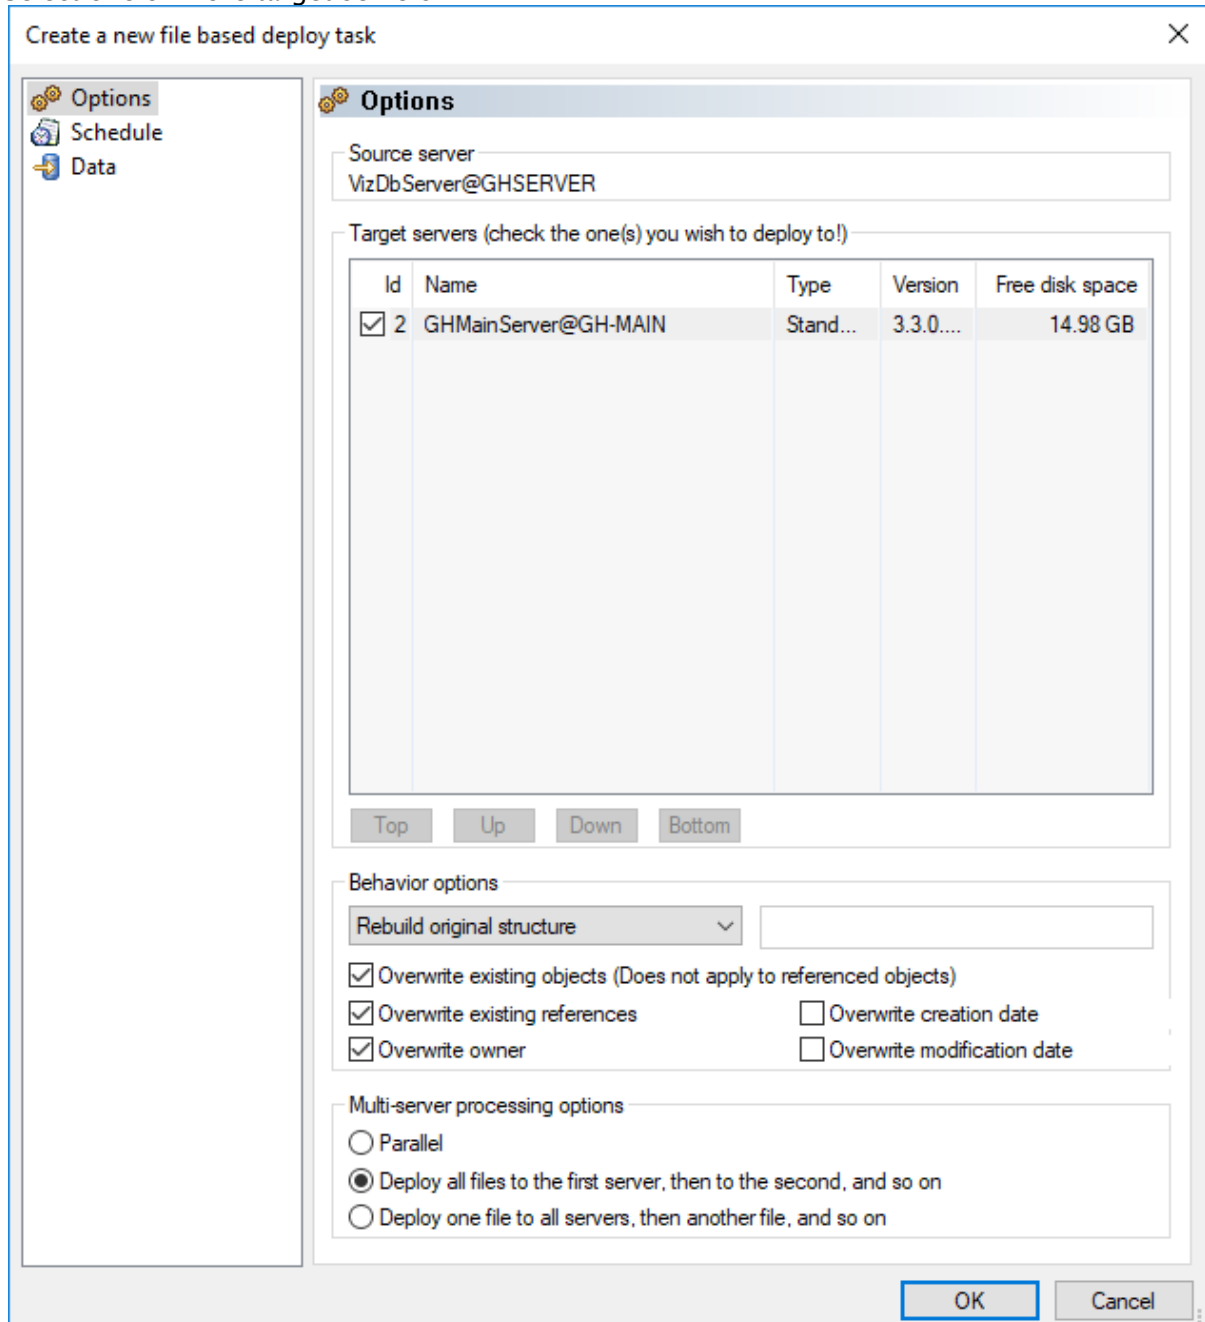 Create a new file based deploy task
Options
Schedule
Data
Options
Source server
VizDbServer@GHSERVER
Target servers (check the one(s) you wish to deploy to!)
Id Name Type Version Free disk space
2 GHMainServer@GH-MAIN Stand... 3.3.0.... 14.98 GB
Top Up Down Bottom
Behavior options
Rebuild original structure
Overwrite existing objects (Does not apply to referenced objects)
Overwrite existing references Overwrite creation date
Overwrite owner Overwrite modification date
Multi-server processing options
Parallel
Deploy all files to the first server, then to the second, and so on
Deploy one file to all servers, then another file, and so on
OK Cancel